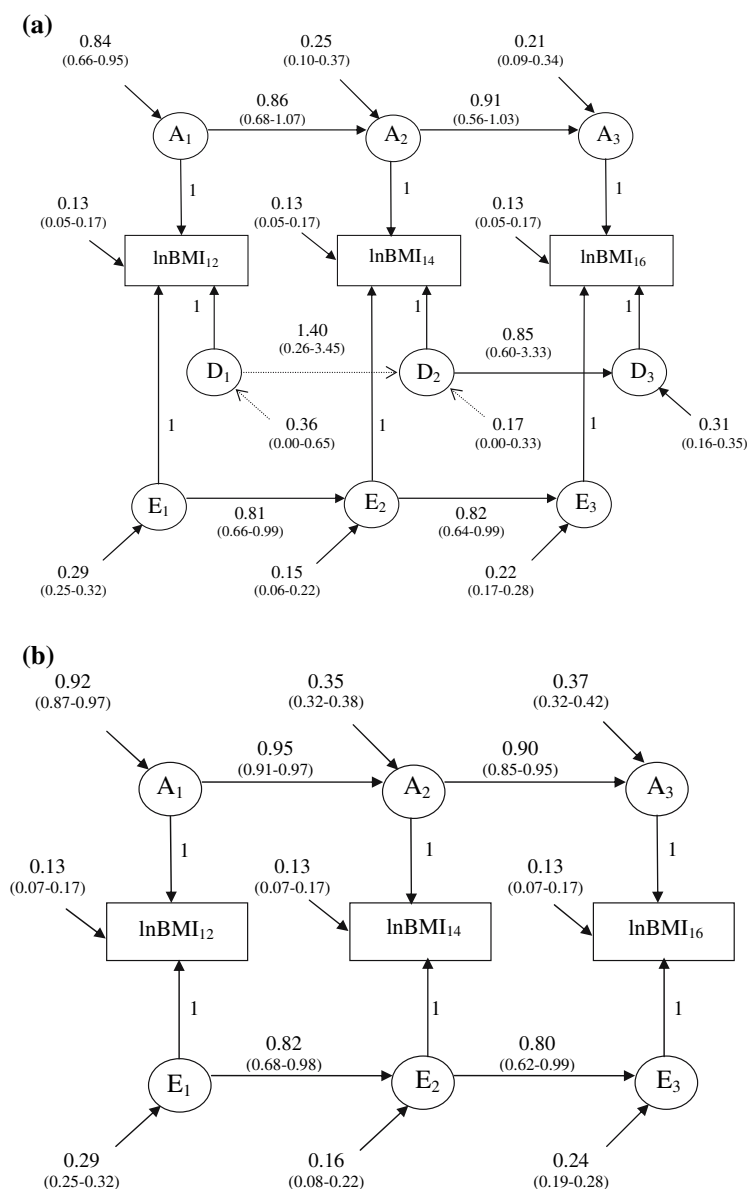 (a)
0.84 0.25 0.21
(0.66-0.95) (0.10-0.37) (0.09-0.34)
0.86 0.91
(0.68-1.07) (0.56-1.03)
A1 A2 A3
1 1 1
0.13 0.13 0.13
(0.05-0.17) (0.05-0.17) (0.05-0.17)
lnBMI12 lnBMI14 lnBMI16
1 1 1
1.40 0.85
(0.26-3.45) (0.60-3.33)
D1 D2 D3
0.36 0.17 0.31
(0.00-0.65) (0.00-0.33) (0.16-0.35)
1 1 1
E1 E2 E3
0.81 0.82
(0.66-0.99) (0.64-0.99)
0.29 0.15 0.22
(0.25-0.32) (0.06-0.22) (0.17-0.28)
(b)
0.92 0.35 0.37
(0.87-0.97) (0.32-0.38) (0.32-0.42)
0.95 0.90
(0.91-0.97) (0.85-0.95)
A1 A2 A3
1 1 1
0.13 0.13 0.13
(0.07-0.17) (0.07-0.17) (0.07-0.17)
lnBMI12 lnBMI14 lnBMI16
1 1 1
0.82 0.80
(0.68-0.98) (0.62-0.99)
E1 E2 E3
0.29 0.16 0.24
(0.25-0.32) (0.08-0.22) (0.19-0.28)